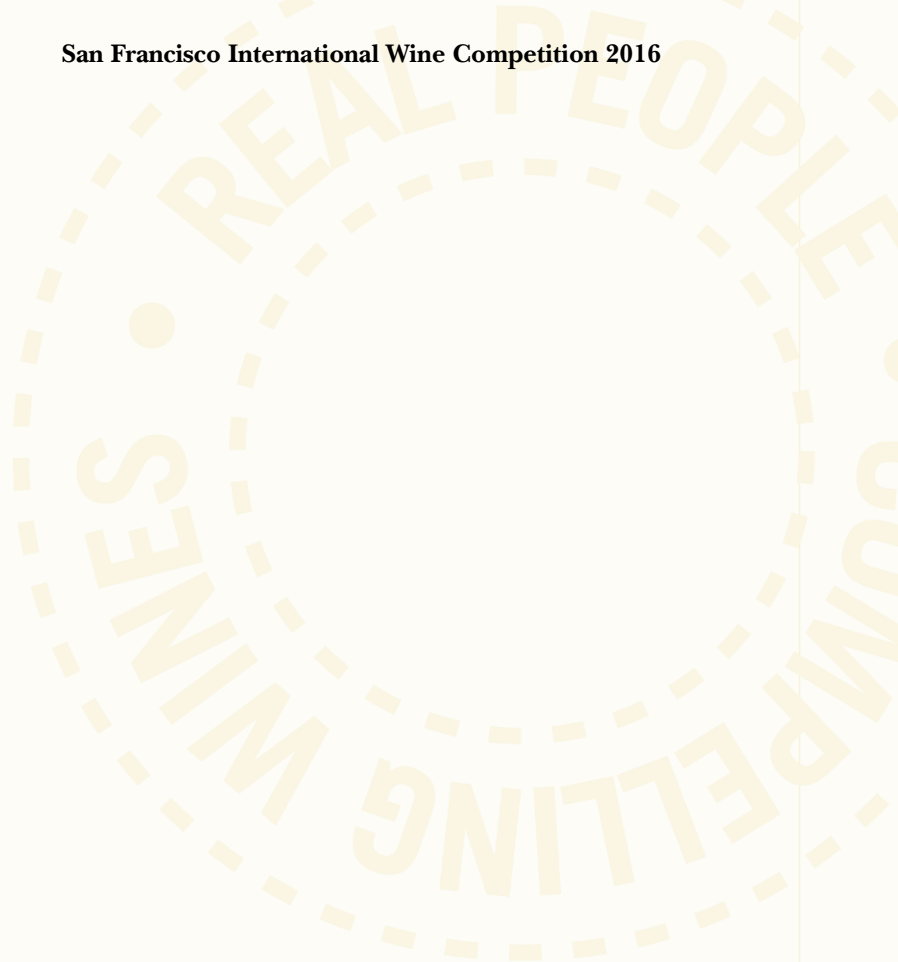 San Francisco International Wine Competition 2016
REAL PEOPLE • COMPELLING WINES •